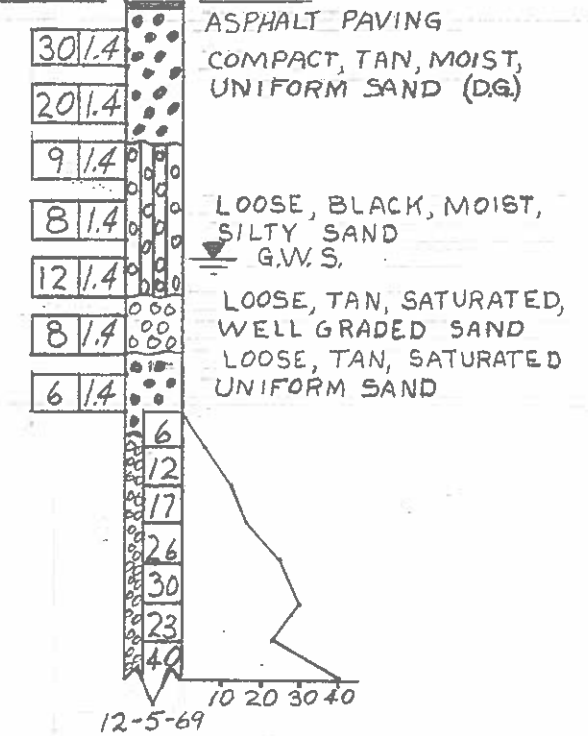 ASPHALT PAVING
30 1.4
COMPACT, TAN, MOIST,
UNIFORM SAND (D.G.)
20 1.4
9 1.4
8 1.4
LOOSE, BLACK, MOIST,
SILTY SAND
G.W.S.
12 1.4
LOOSE, TAN, SATURATED,
WELL GRADED SAND
8 1.4
LOOSE, TAN, SATURATED
UNIFORM SAND
6 1.4
6
12
17
26
30
23
40
10 20 30 40
12-5-69